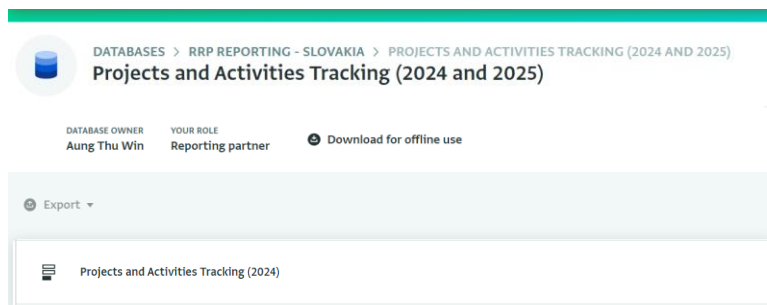 DATABASES > RRP REPORTING - SLOVAKIA > PROJECTS AND ACTIVITIES TRACKING (2024 AND 2025)
Projects and Activities Tracking (2024 and 2025)
DATABASE OWNER YOUR ROLE
Aung Thu Win Reporting partner Download for offline use
Export
Projects and Activities Tracking (2024)